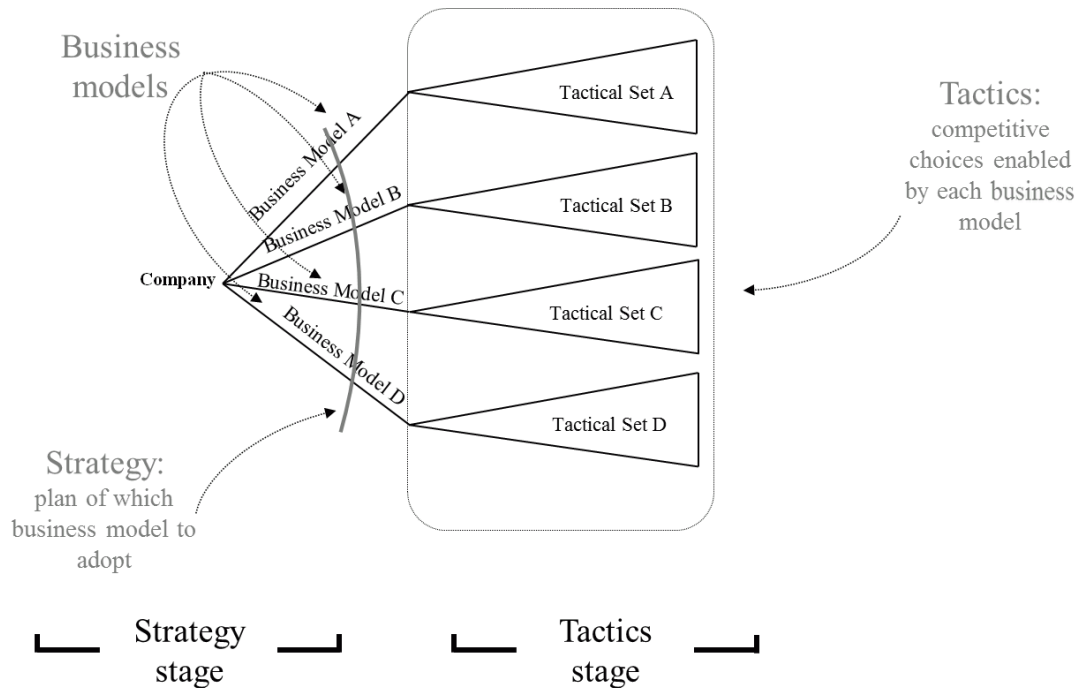 Business
models
Business Model A
Tactical Set A
Tactics:
competitive
choices enabled
by each business
model
Business Model B
Tactical Set B
Company
Business Model C
Tactical Set C
Business Model D
Tactical Set D
Strategy:
plan of which
business model to
adopt
Strategy
stage
Tactics
stage